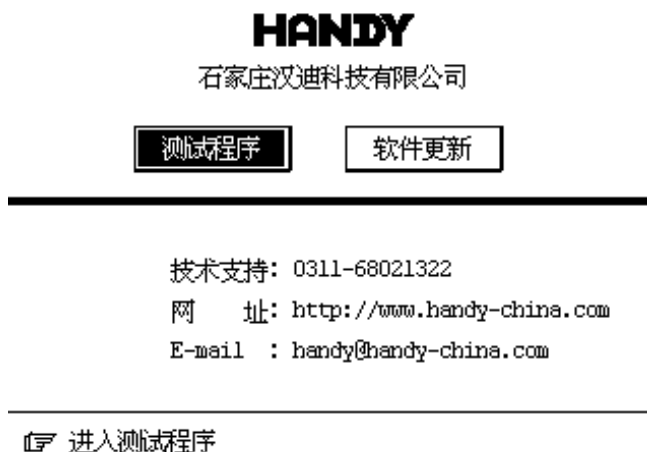 HANDY
石家庄汉迪科技有限公司
测试程序 软件更新
技术支持: 0311-68021322
网 址: http://www.handy-china.com
E-mail : handy@handy-china.com
进入测试程序